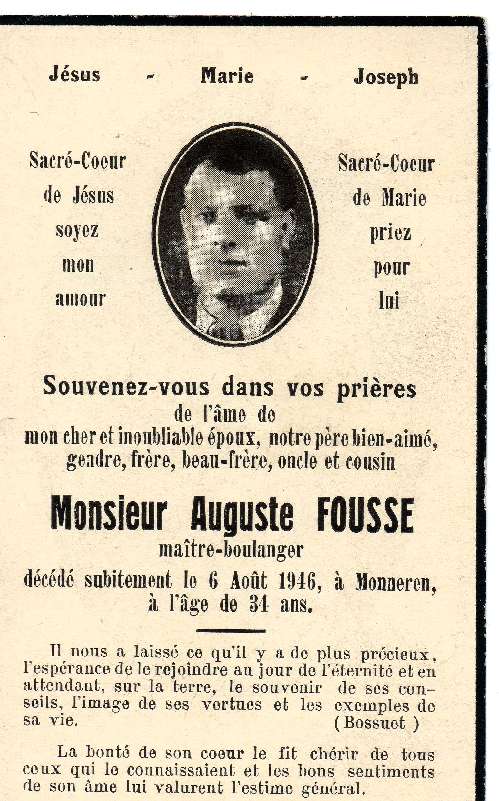 Jésus - Marie - Joseph
Sacré-Coeur
de Jésus
soyez
mon
amour
Sacré-Coeur
de Marie
priez
pour
lui
Souvenez-vous dans vos prières
de l'âme de
mon cher et inoubliable époux, notre père bien-aimé,
gendre, frère, beau-frère, oncle et cousin
Monsieur Auguste FOUSSE
maître-boulanger
décédé subitement le 6 Août 1946, à Monneren,
à l'âge de 34 ans.
Il nous a laissé ce qu'il y a de plus précieux,
l'espérance de le rejoindre au jour de l'éternité et en
attendant, sur la terre, le souvenir de ses con-
seils, l'image de ses vertues et les exemples de
sa vie. (Bossuet )
La bonté de son coeur le fit chérir de tous
ceux qui le connaissaient et les bons sentiments
de son âme lui valurent l'estime général.